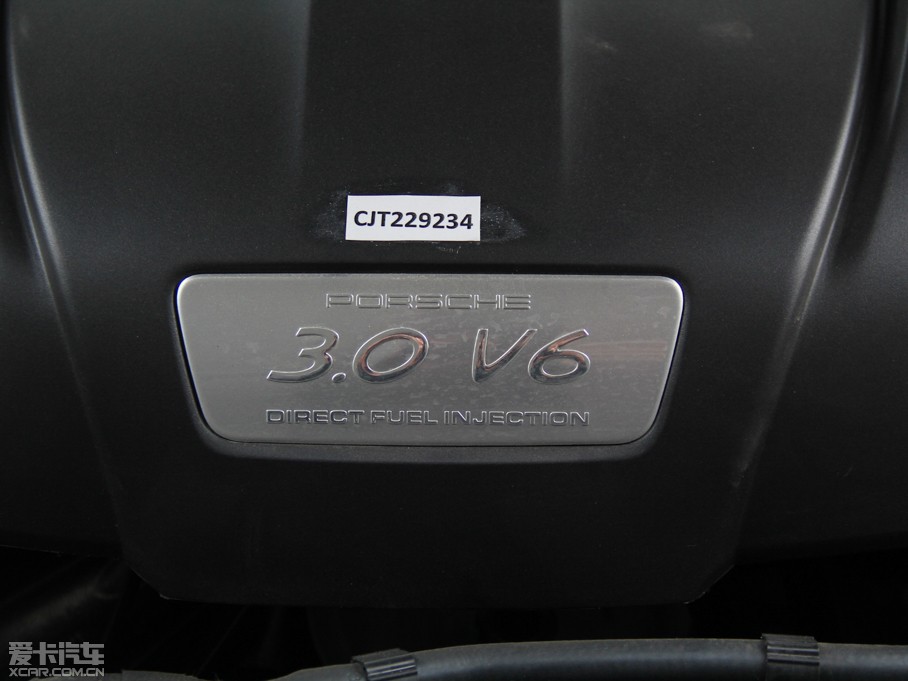 CJT229234
PORSCHE
3.0 V6
DIRECT FUEL INJECTION
爱卡汽车
XCAR.COM.CN